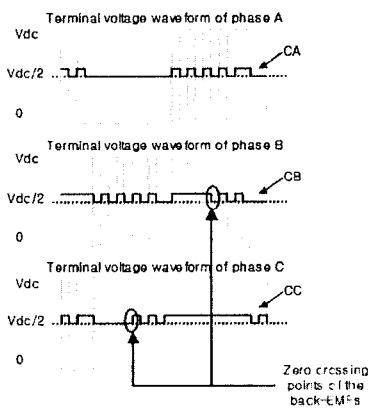 Terminal voltage waveform of phase A
Vdc
CA
Vdc/2
0
Terminal voltage waveform of phase B
Vdc
CB
Vdc/2
0
Terminal voltage waveform of phase C
Vdc
CC
Vdc/2
0
Zero crossing
points of the
back-EMFs